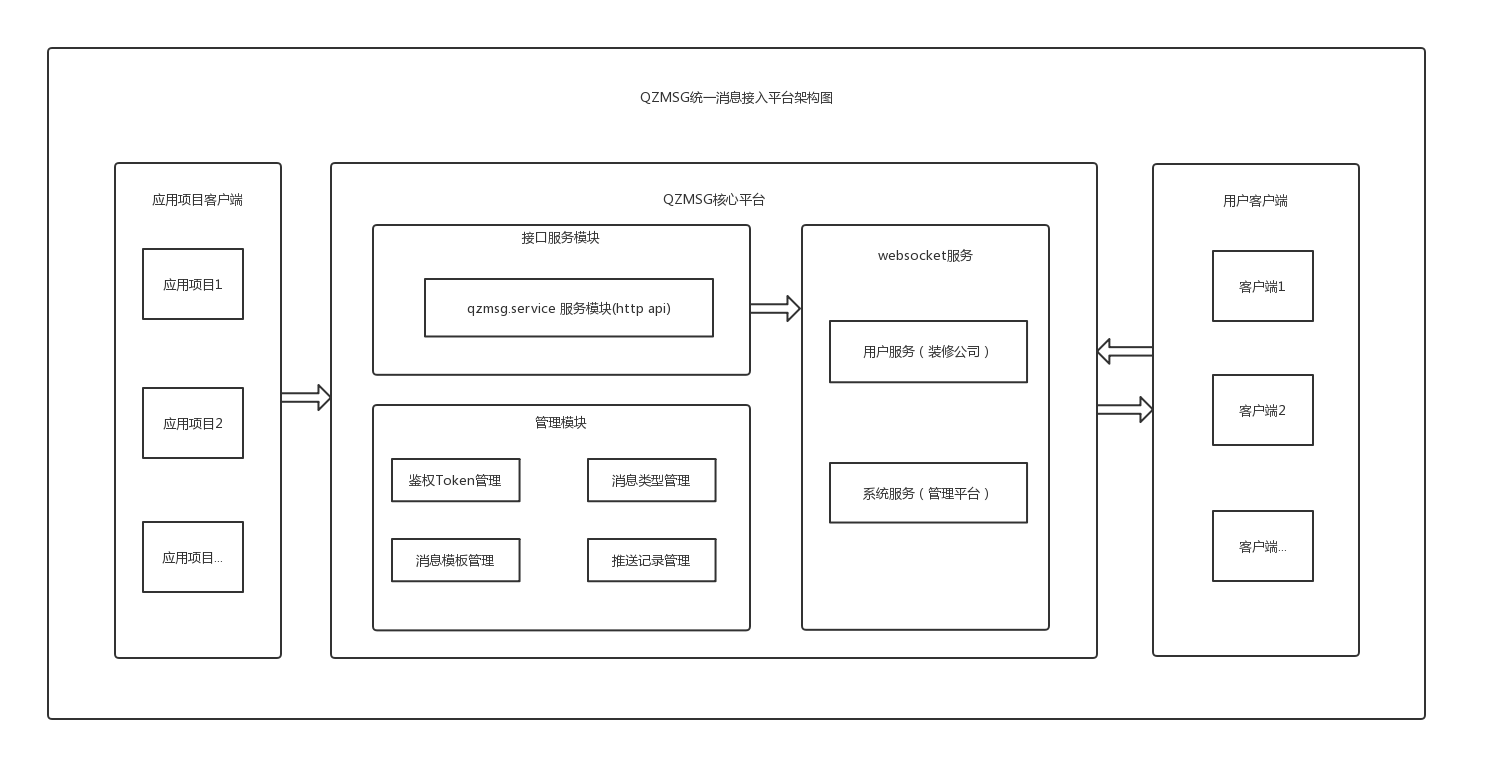 QZMSG统一消息接入平台架构图
应用项目客户端
应用项目1
应用项目2
应用项目...
QZMSG核心平台
接口服务模块
qzmsg.service 服务模块(http api)
管理模块
鉴权Token管理
消息类型管理
消息模板管理
推送记录管理
websocket服务
用户服务（装修公司）
系统服务（管理平台）
用户客户端
客户端1
客户端2
客户端...